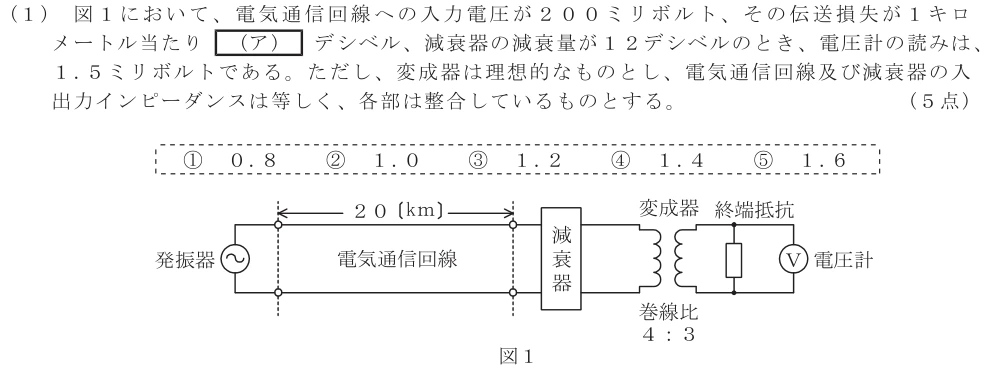 (1) 図1において、電気通信回線への入力電圧が200ミリボルト、その伝送損失が1キロ
メートル当たり (ア) デシベル、減衰器の減衰量が12デシベルのとき、電圧計の読みは、
1.5ミリボルトである。ただし、変成器は理想的なものとし、電気通信回線及び減衰器の入
出力インピーダンスは等しく、各部は整合しているものとする。 (5点)
① 0.8 ② 1.0 ③ 1.2 ④ 1.4 ⑤ 1.6
20〔km〕
変成器 終端抵抗
発振器
電気通信回線
減衰器
V 電圧計
巻線比
4:3
図1